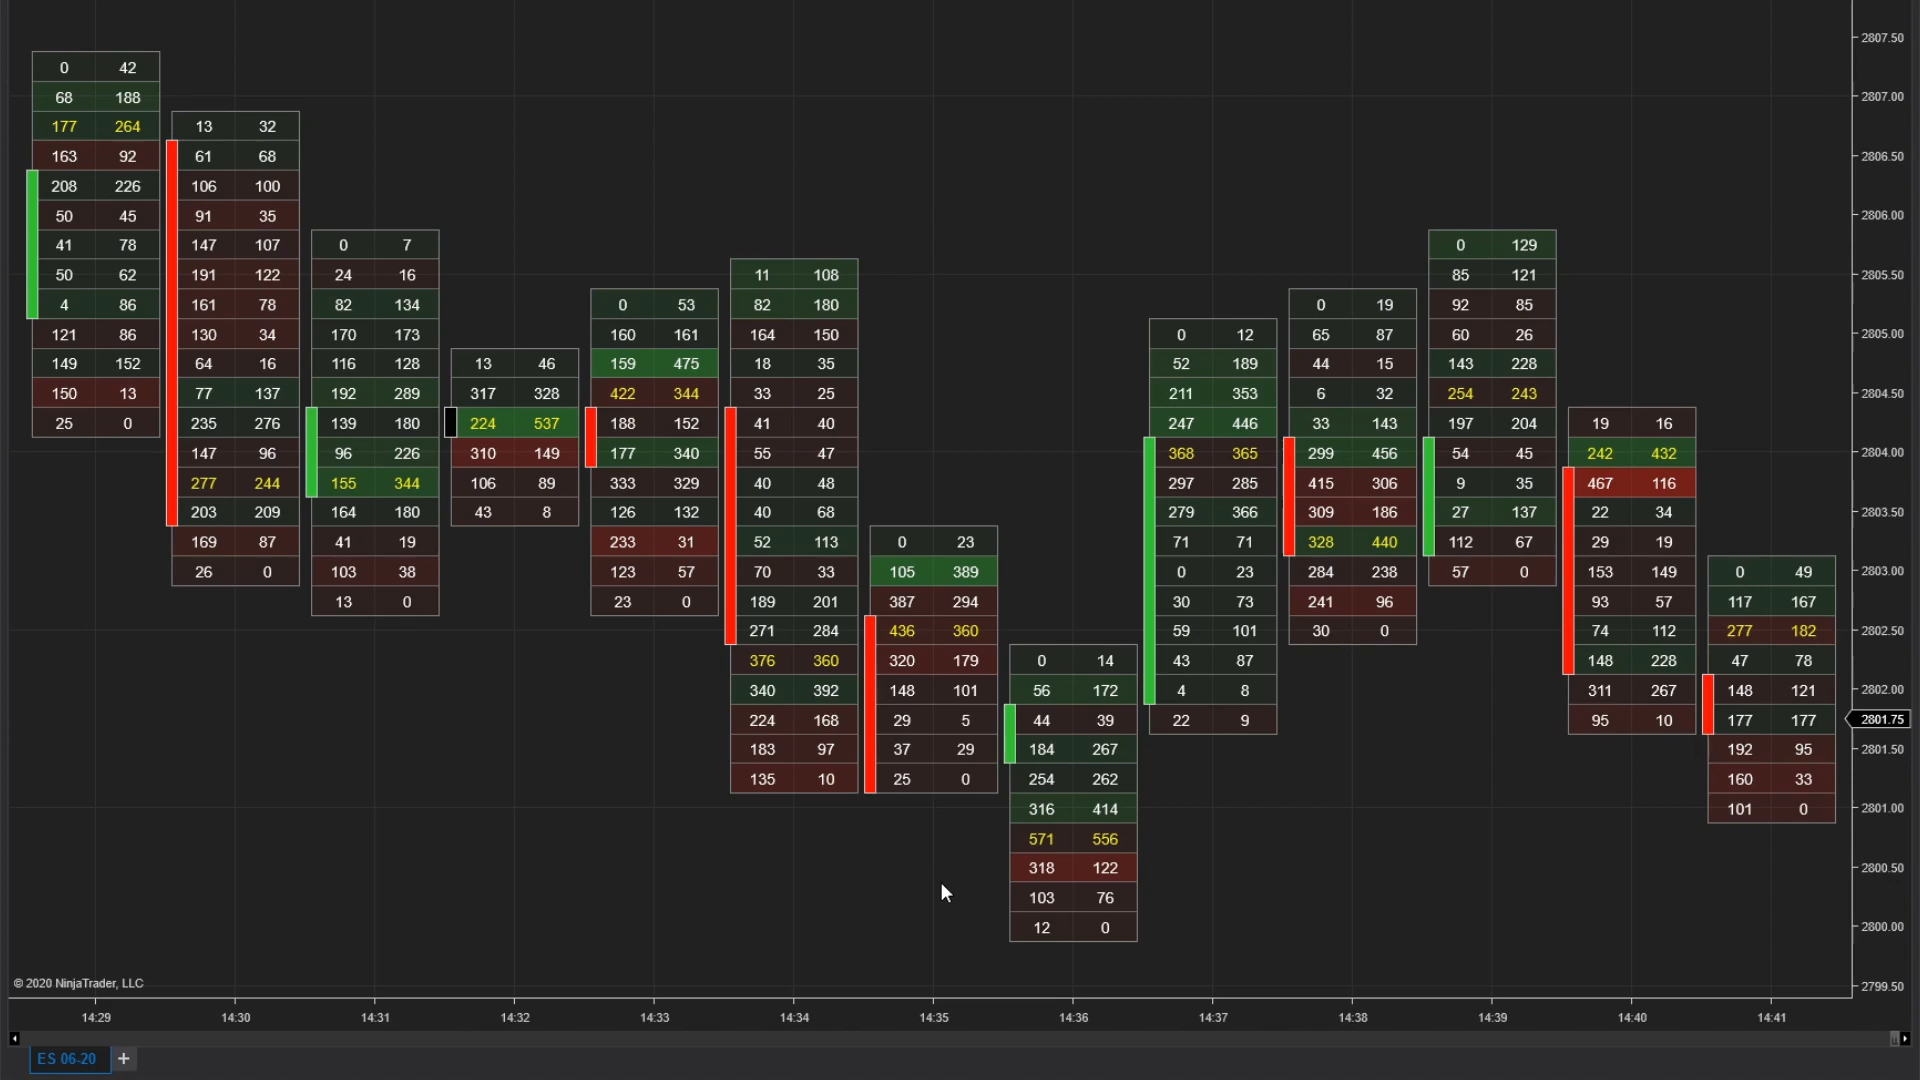 2807.50
0 42
68 188 2807.00
177 264 13 32
163 92 61 68 2806.50
208 226 106 100
50 45 91 35 2806.00
41 78 147 107 0 7 0 129
50 62 191 122 24 16 11 108 85 121 2805.50
4 86 161 78 82 134 0 53 82 180 0 19 92 85
121 86 130 34 170 173 160 161 164 150 0 12 65 87 60 26 2805.00
149 152 64 16 116 128 13 46 159 475 18 35 52 189 44 15 143 228
150 13 77 137 192 289 317 328 422 344 33 25 211 353 6 32 254 243 2804.50
25 0 235 276 139 180 224 537 188 152 41 40 247 446 33 143 197 204 19 16
147 96 96 226 310 149 177 340 55 47 368 365 299 456 54 45 242 432 2804.00
277 244 155 344 106 89 333 329 40 48 297 285 415 306 9 35 467 116
203 209 164 180 43 8 126 132 40 68 279 366 309 186 27 137 22 34 2803.50
169 87 41 19 233 31 52 113 0 23 71 71 328 440 112 67 29 19
26 0 103 38 123 57 70 33 105 389 0 23 284 238 57 0 153 149 0 49 2803.00
13 0 23 0 189 201 387 294 30 73 241 96 93 57 117 167
271 284 436 360 59 101 30 0 74 112 277 182 2802.50
376 360 320 179 0 14 43 87 148 228 47 78
340 392 148 101 56 172 4 8 311 267 148 121 2802.00
224 168 29 5 44 39 22 9 95 10 177 177 2801.75
183 97 37 29 184 267 192 95 2801.50
135 10 25 0 254 262 160 33
316 414 101 0 2801.00
571 556
318 122 2800.50
103 76
12 0 2800.00
© 2020 NinjaTrader, LLC 2799.50
14:29 14:30 14:31 14:32 14:33 14:34 14:35 14:36 14:37 14:38 14:39 14:40 14:41
ES 06-20 +